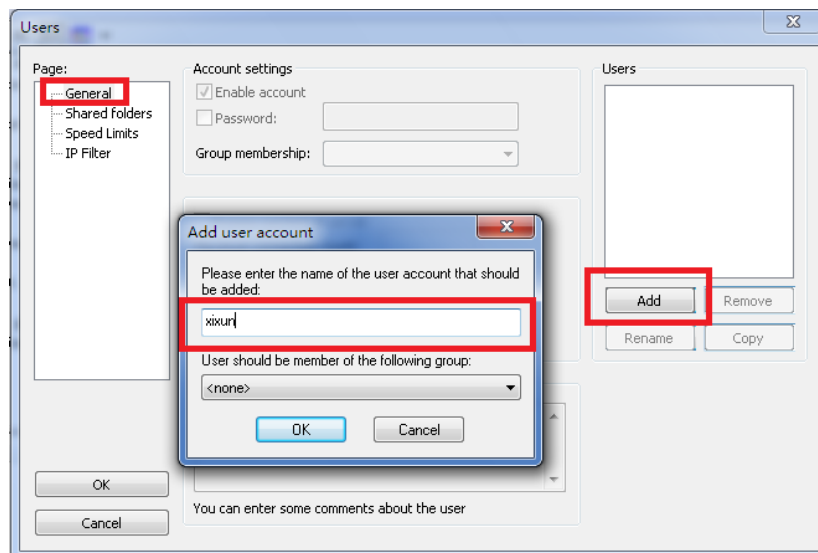 Users
Page:
General
Shared folders
Speed Limits
IP Filter
Account settings
Enable account
Password:
Group membership:
Users
Add
Remove
Rename
Copy
Add user account
Please enter the name of the user account that should
be added:
xixun
User should be member of the following group:
<none>
OK
Cancel
You can enter some comments about the user
OK
Cancel